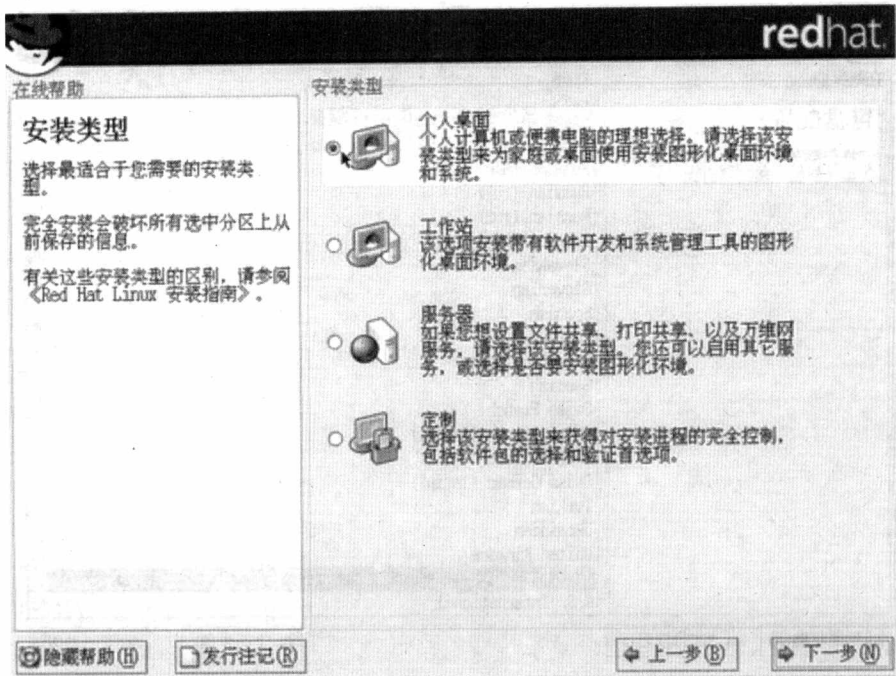 redhat.
在线帮助
安装类型
选择最适合于您需要的安装类
型。
完全安装会破坏所有选中分区上从
前保存的信息。
有关这些安装类型的区别，请参阅
《Red Hat Linux 安装指南》。
安装类型
个人桌面
个人计算机或便携电脑的理想选择。请选择该安
装类型来为家庭或桌面使用安装图形化桌面环境
和系统。
工作站
该选项安装带有软件开发和系统管理工具的图形
化桌面环境。
服务器
如果您想设置文件共享、打印共享、以及万维网
服务，请选择该安装类型。您还可以启用其它服
务，或选择是否要安装图形化环境。
定制
选择该安装类型来获得对安装进程的完全控制，
包括软件包的选择和验证首选项。
隐藏帮助(H)
发行注记(R)
上一步(B)
下一步(N)